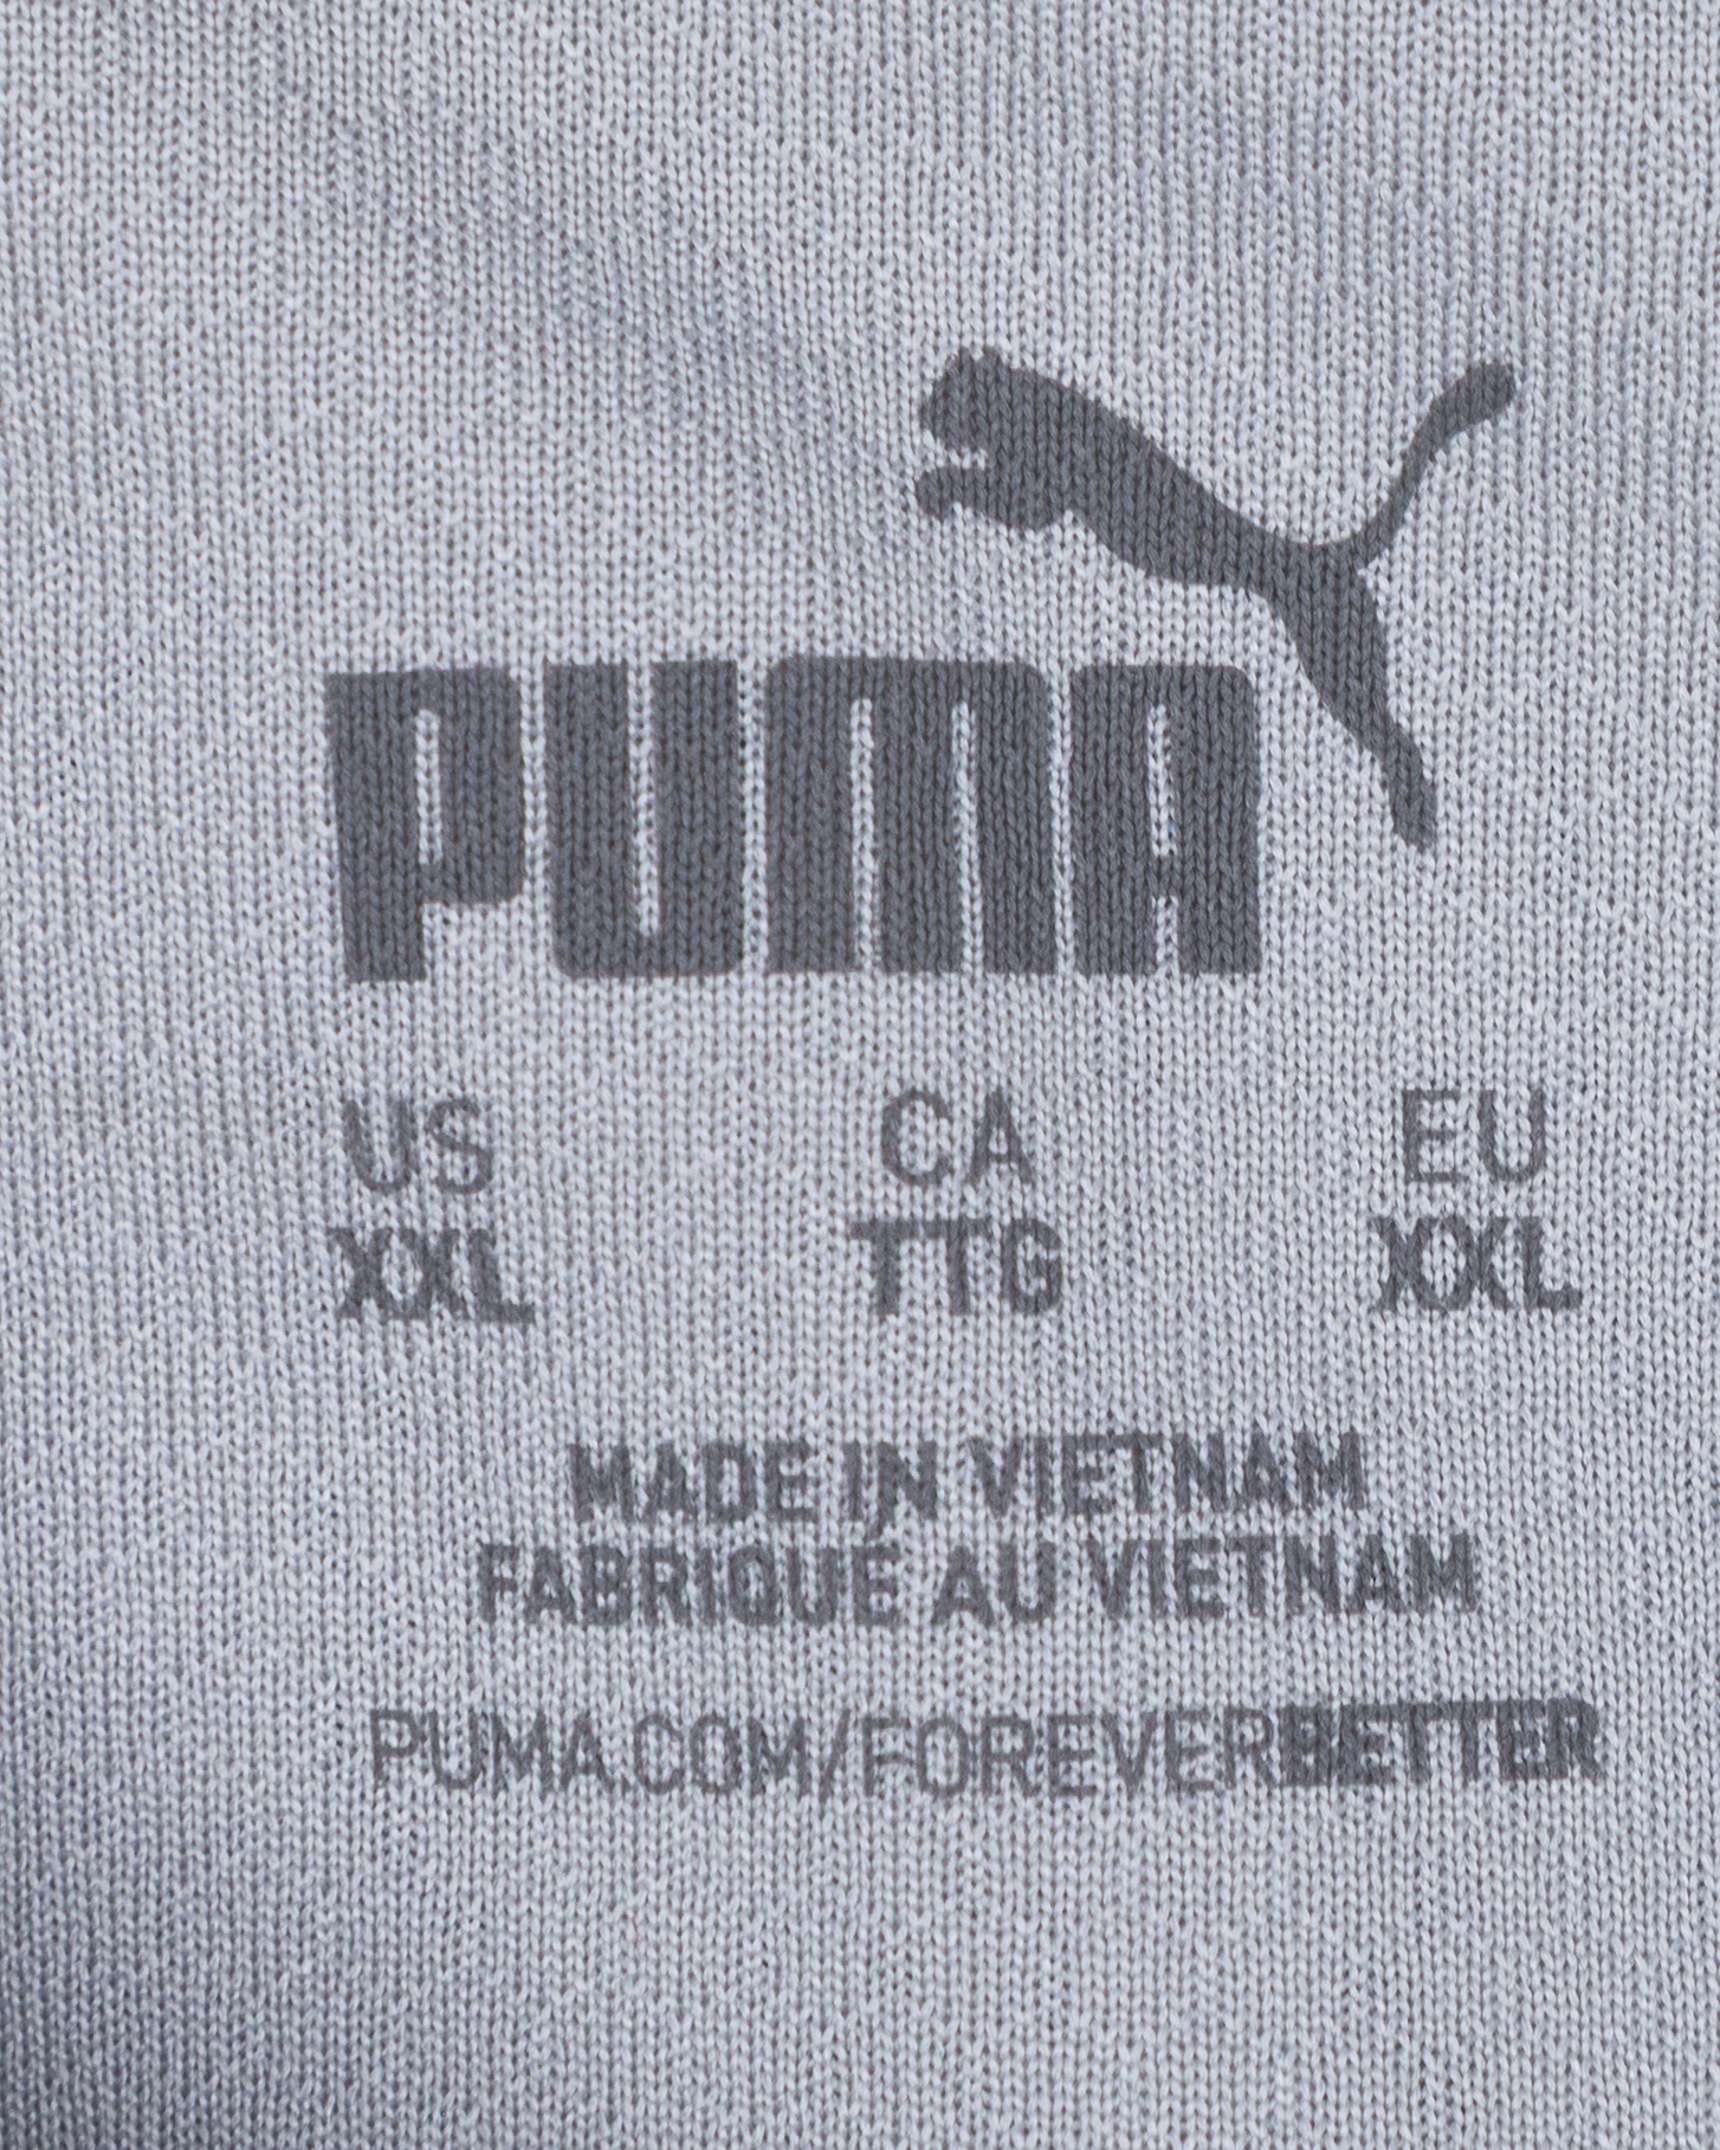 PUMA
US CA EU
XXL TTG XXL
MADE IN VIETNAM
FABRIQUÉ AU VIETNAM
PUMA.COM/FOREVERBETTER